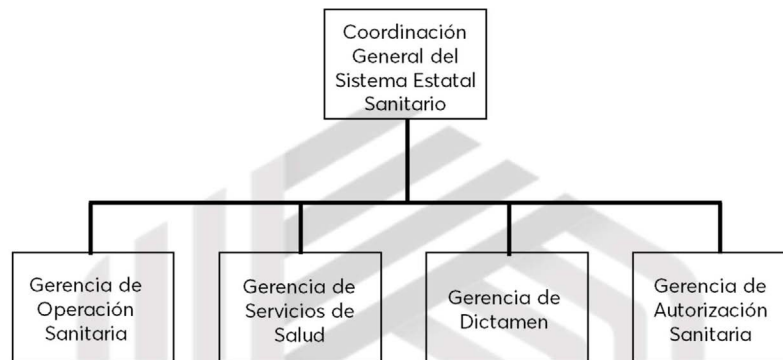 Coordinación
General del
Sistema Estatal
Sanitario
Gerencia de
Operación
Sanitaria
Gerencia de
Servicios de
Salud
Gerencia de
Dictamen
Gerencia de
Autorización
Sanitaria